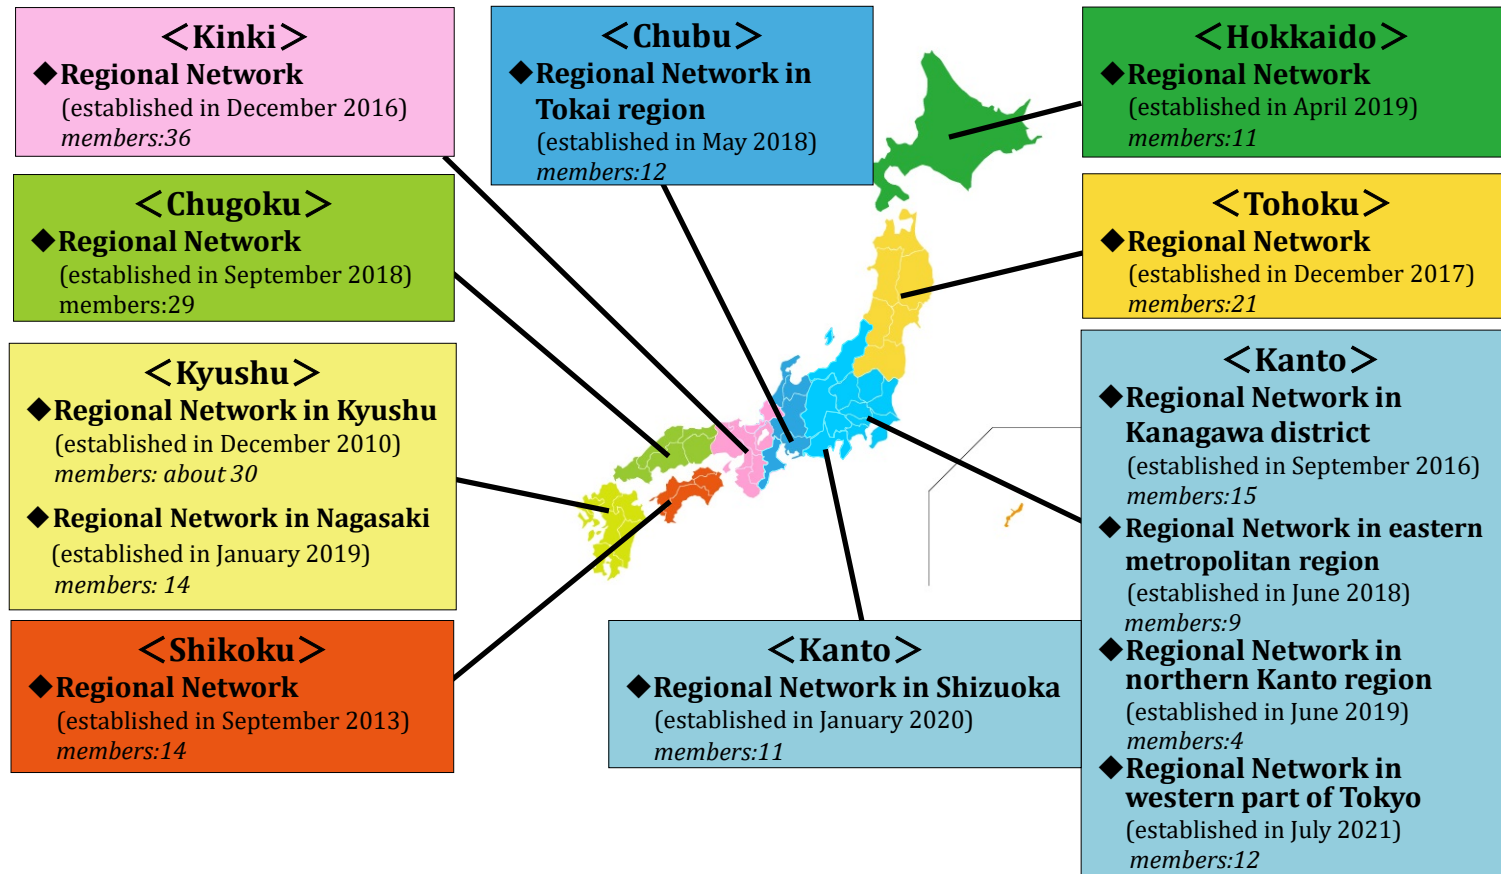 ＜Kinki＞
◆Regional Network
(established in December 2016)
members:36
＜Chubu＞
◆Regional Network in
Tokai region
(established in May 2018)
members:12
＜Hokkaido＞
◆Regional Network
(established in April 2019)
members:11
＜Chugoku＞
◆Regional Network
(established in September 2018)
members:29
＜Tohoku＞
◆Regional Network
(established in December 2017)
members:21
＜Kyushu＞
◆Regional Network in Kyushu
(established in December 2010)
members: about 30
◆Regional Network in Nagasaki
(established in January 2019)
members: 14
＜Kanto＞
◆Regional Network in
Kanagawa district
(established in September 2016)
members:15
◆Regional Network in eastern
metropolitan region
(established in June 2018)
members:9
◆Regional Network in
northern Kanto region
(established in June 2019)
members:4
◆Regional Network in
western part of Tokyo
(established in July 2021)
members:12
＜Shikoku＞
◆Regional Network
(established in September 2013)
members:14
＜Kanto＞
◆Regional Network in Shizuoka
(established in January 2020)
members:11